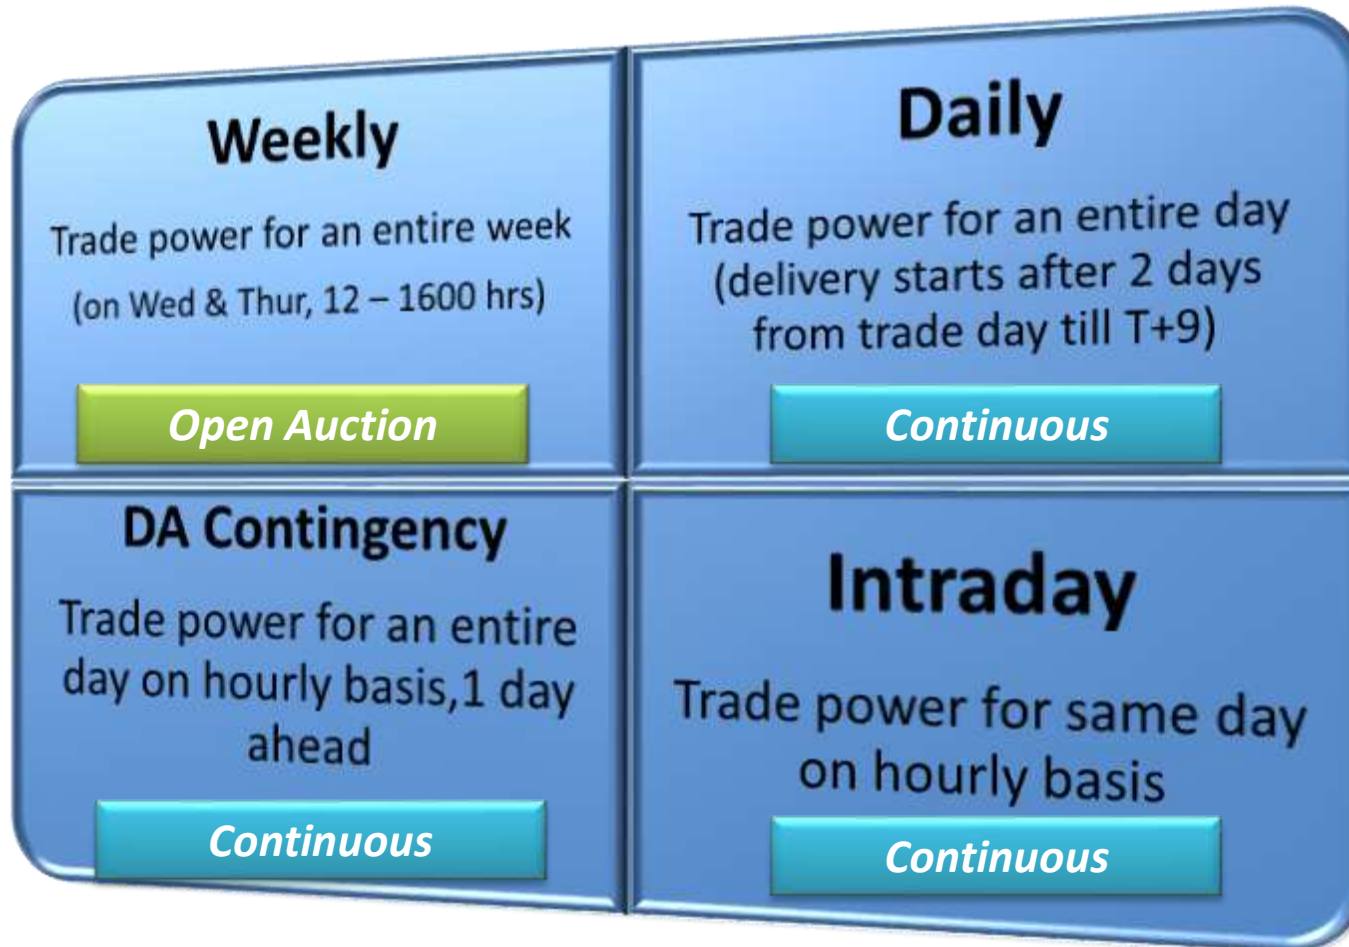 Weekly
Trade power for an entire week
(on Wed & Thur, 12 – 1600 hrs)
Open Auction
Daily
Trade power for an entire day
(delivery starts after 2 days
from trade day till T+9)
Continuous
DA Contingency
Trade power for an entire
day on hourly basis,1 day
ahead
Continuous
Intraday
Trade power for same day
on hourly basis
Continuous